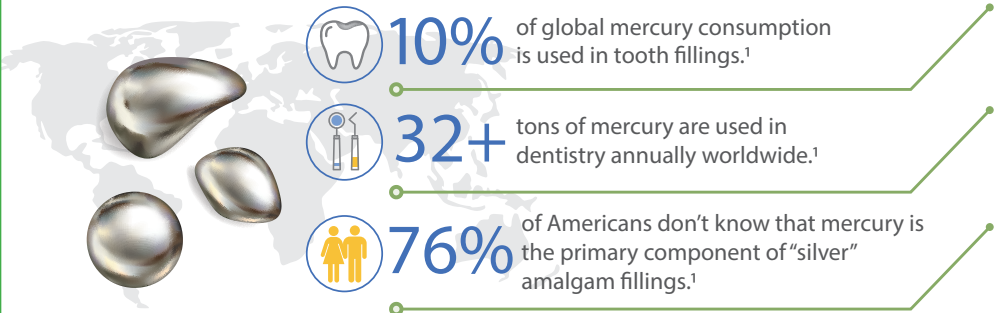 10% of global mercury consumption
is used in tooth fillings.¹
32+ tons of mercury are used in
dentistry annually worldwide.¹
76% of Americans don’t know that mercury is
the primary component of “silver”
amalgam fillings.¹